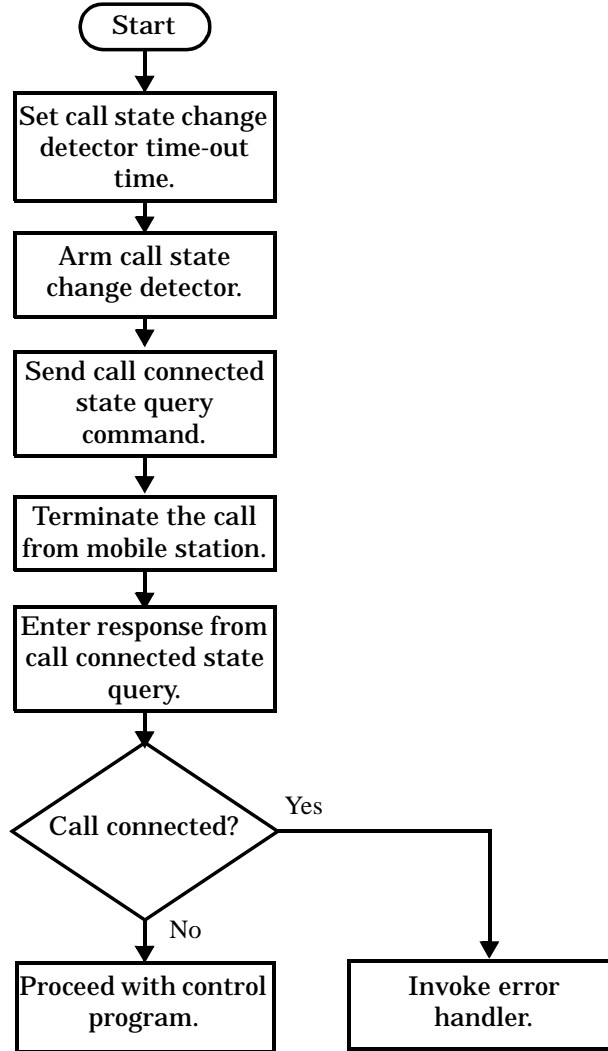 Start
Set call state change
detector time-out
time.
Arm call state
change detector.
Send call connected
state query
command.
Terminate the call
from mobile station.
Enter response from
call connected state
query.
Call connected?
Yes
No
Proceed with control
program.
Invoke error
handler.